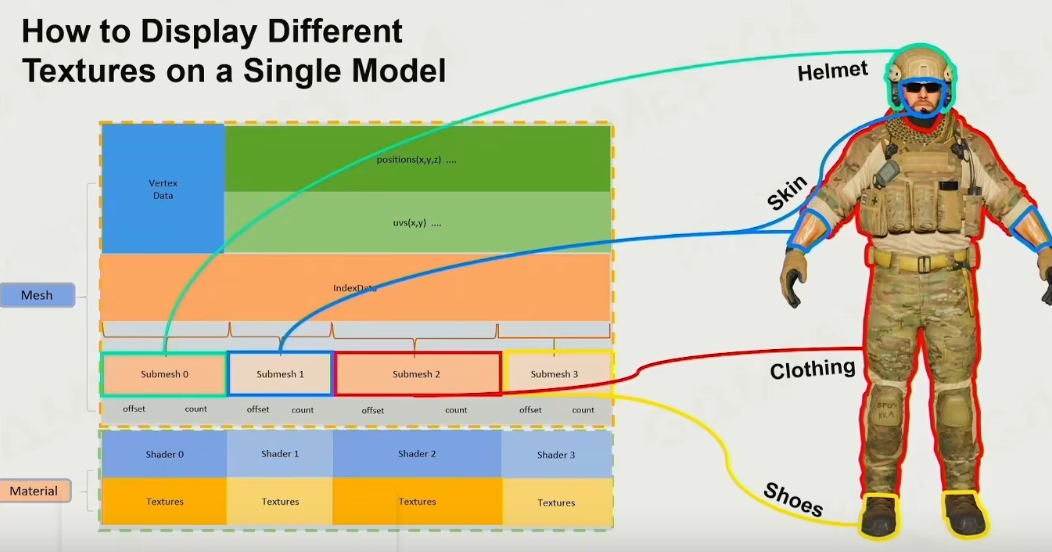 How to Display Different
Textures on a Single Model
Helmet
Skin
Clothing
Shoes
Mesh
Vertex
Data
positions(x,y,z) ....
uvs(x,y) ....
IndexData
Submesh 0
Submesh 1
Submesh 2
Submesh 3
offset count offset count offset count offset count
Material
Shader 0 Shader 1 Shader 2 Shader 3
Textures Textures Textures Textures